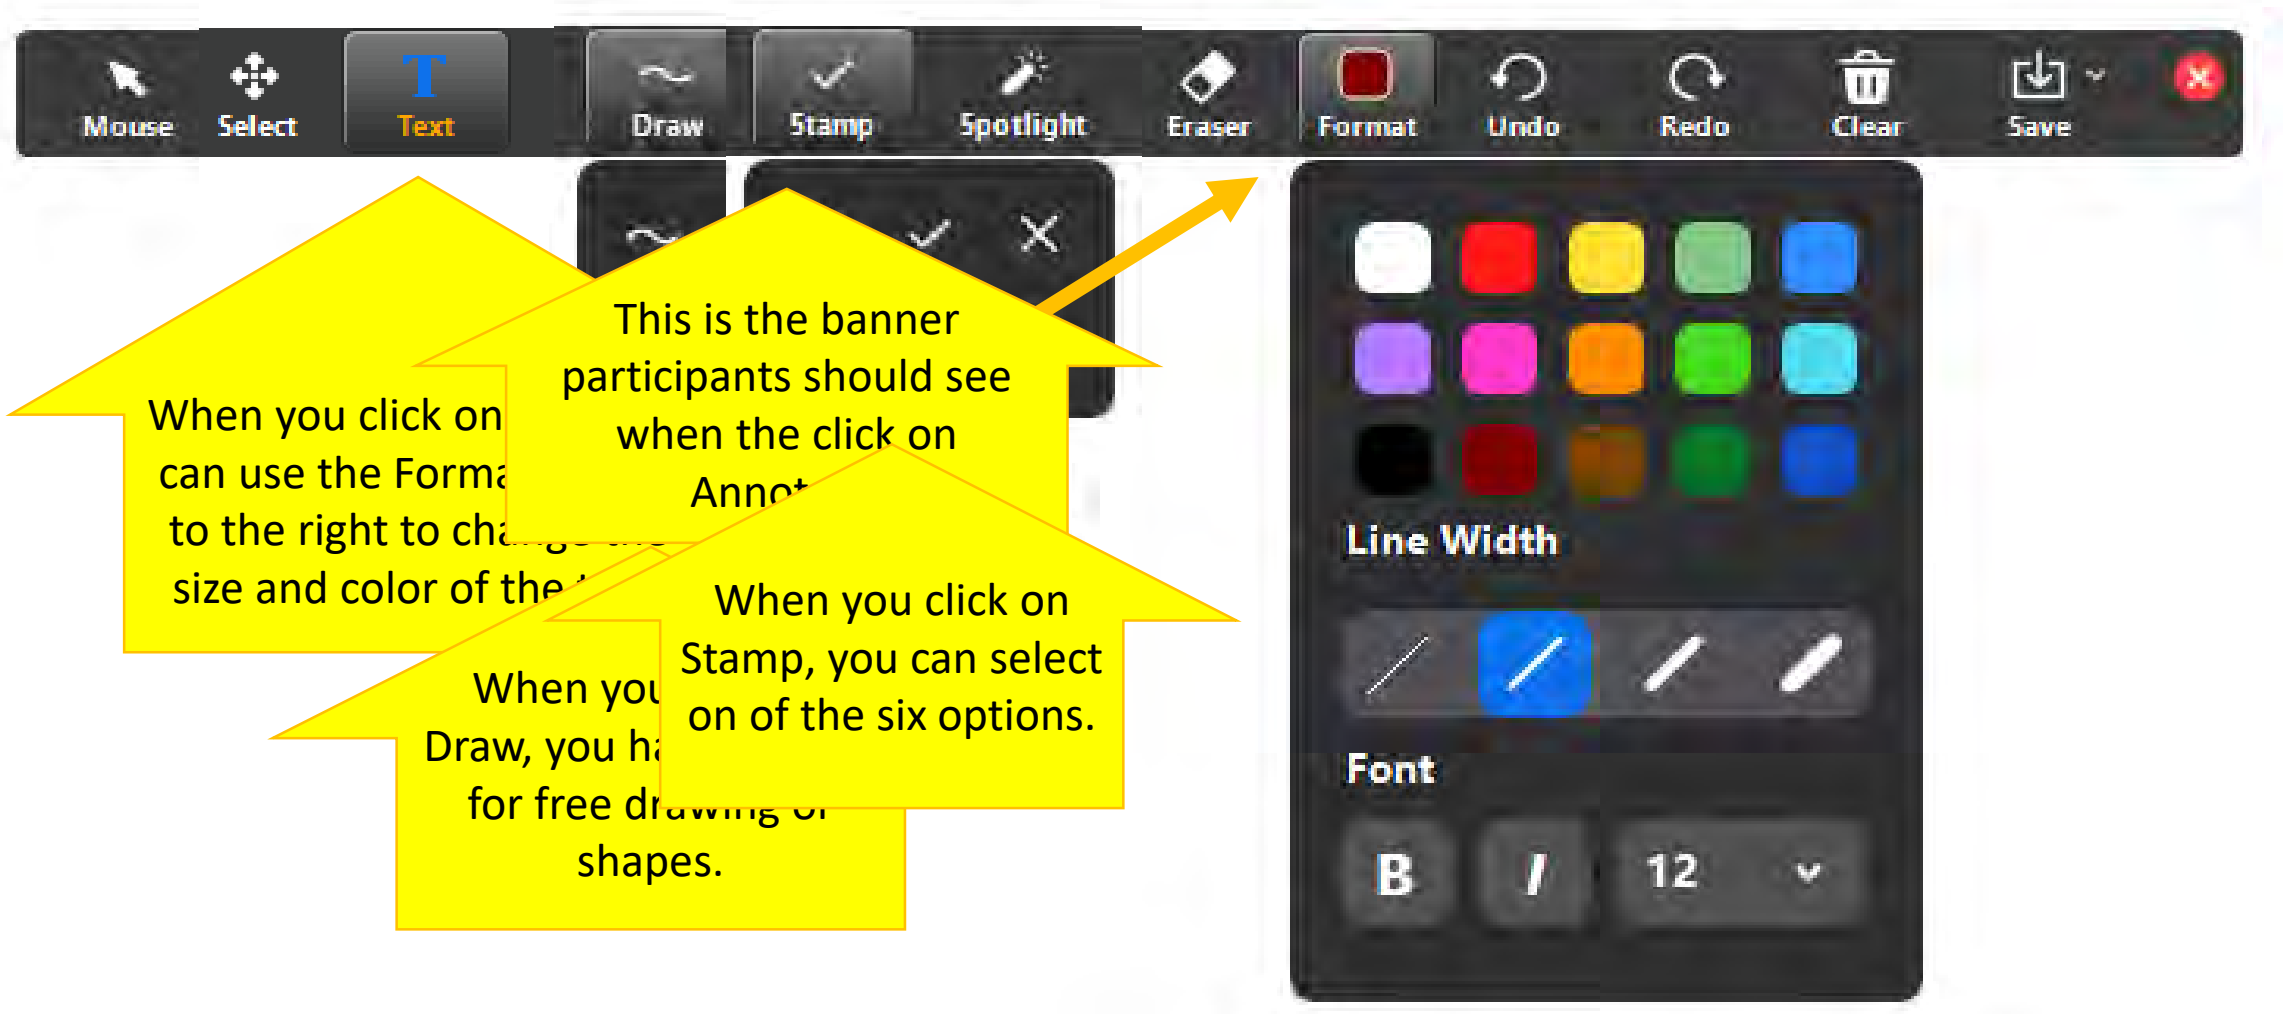 Mouse Select Text Draw Stamp Spotlight Eraser Format Undo Redo Clear Save
This is the banner
participants should see
when the click on
When you click on
can use the
to the right to
size and color of the
When you click on
Stamp, you can select
on of the six options.
When you
Draw, you
for free drawing or
shapes.
Line Width
Font
B I 12